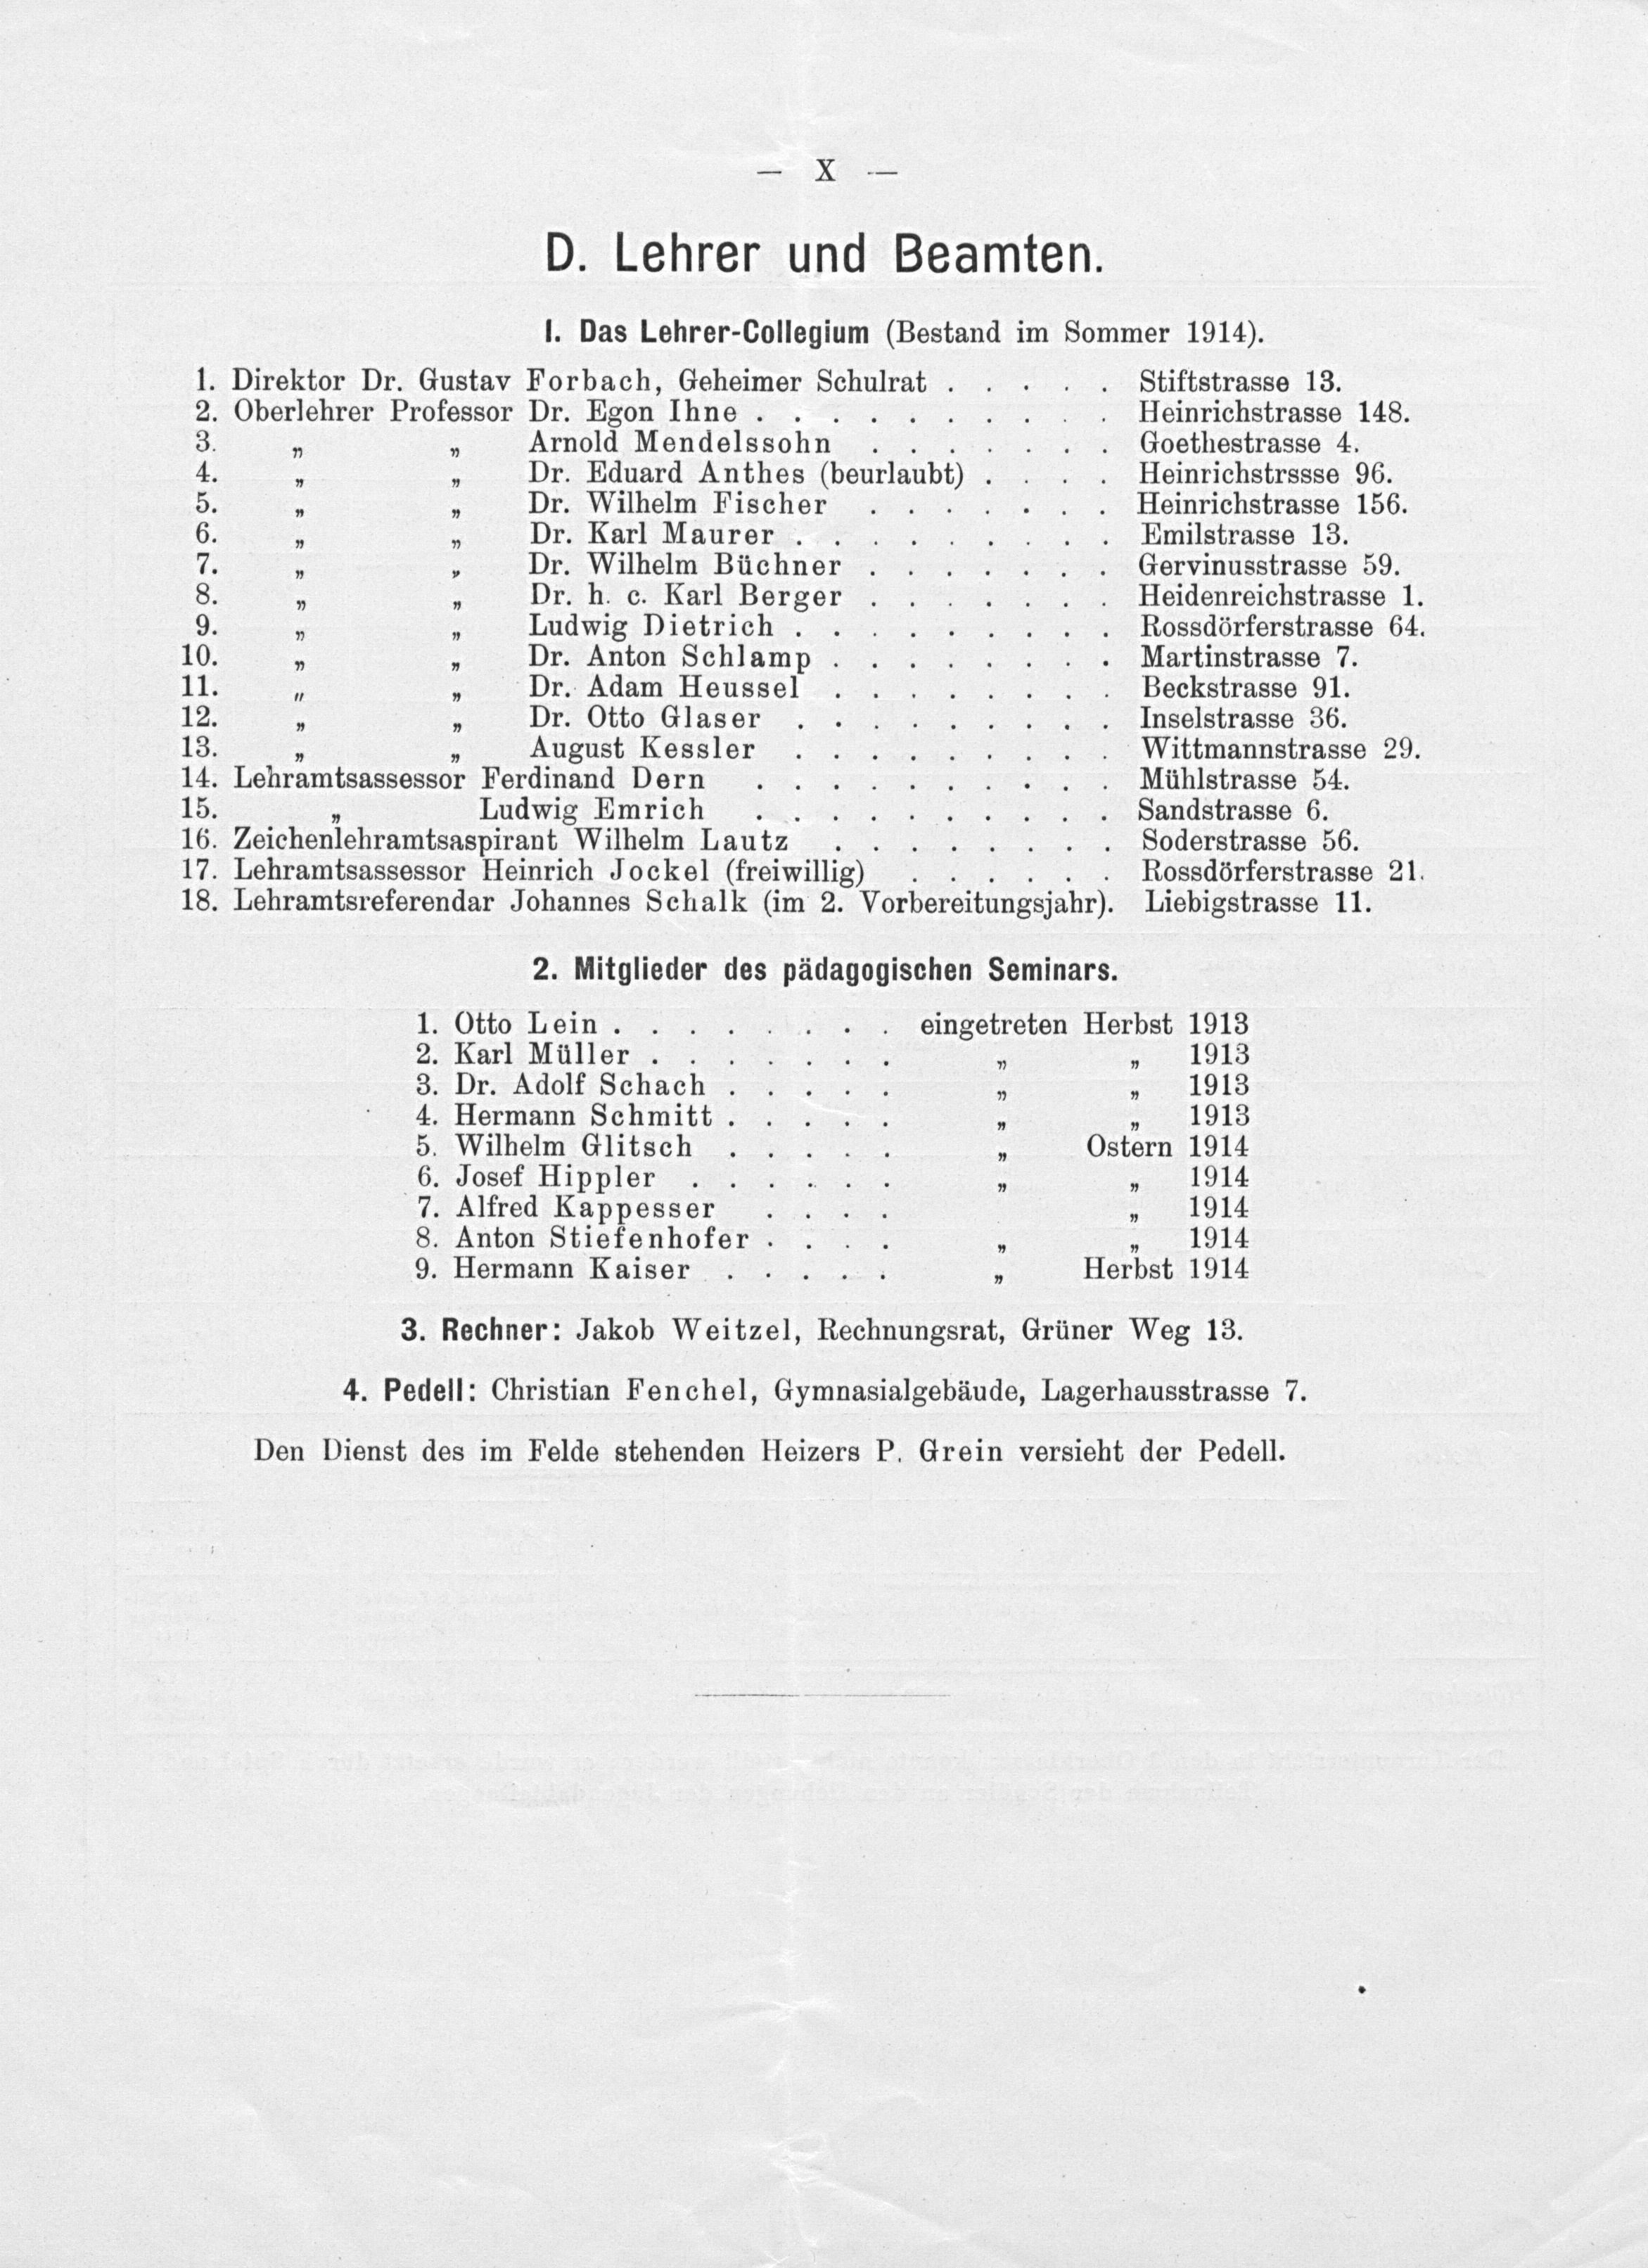 — X —
D. Lehrer und Beamten.
I. Das Lehrer-Collegium (Bestand im Sommer 1914).
1. Direktor Dr. Gustav Forbach, Geheimer Schulrat . . . . . Stiftstrasse 13.
2. Oberlehrer Professor Dr. Egon Ihne . . . . . . . . . . Heinrichstrasse 148.
3. „ „ Arnold Mendelssohn . . . . . . . Goethestrasse 4.
4. „ „ Dr. Eduard Anthes (beurlaubt) . . . . Heinrichstrssse 96.
5. „ „ Dr. Wilhelm Fischer . . . . . . . Heinrichstrasse 156.
6. „ „ Dr. Karl Maurer . . . . . . . . . Emilstrasse 13.
7. „ „ Dr. Wilhelm Büchner . . . . . . . Gervinusstrasse 59.
8. „ „ Dr. h. c. Karl Berger . . . . . . . Heidenreichstrasse 1.
9. „ „ Ludwig Dietrich . . . . . . . . . Rossdörferstrasse 64.
10. „ „ Dr. Anton Schlamp . . . . . . . . Martinstrasse 7.
11. „ „ Dr. Adam Heussel . . . . . . . . Beckstrasse 91.
12. „ „ Dr. Otto Glaser . . . . . . . . . Inselstrasse 36.
13. „ „ August Kessler . . . . . . . . . Wittmannstrasse 29.
14. Lehramtsassessor Ferdinand Dern . . . . . . . . . . Mühlstrasse 54.
15. „ Ludwig Emrich . . . . . . . . . . Sandstrasse 6.
16. Zeichenlehramtsaspirant Wilhelm Lautz . . . . . . . . Soderstrasse 56.
17. Lehramtsassessor Heinrich Jockel (freiwillig) . . . . . . Rossdörferstrasse 21.
18. Lehramtsreferendar Johannes Schalk (im 2. Vorbereitungsjahr). Liebigstrasse 11.
2. Mitglieder des pädagogischen Seminars.
1. Otto Lein . . . . . . . . eingetreten Herbst 1913
2. Karl Müller . . . . . . . „ „ 1913
3. Dr. Adolf Schach . . . . . „ „ 1913
4. Hermann Schmitt . . . . . „ „ 1913
5. Wilhelm Glitsch . . . . . „ Ostern 1914
6. Josef Hippler . . . . . . „ „ 1914
7. Alfred Kappesser . . . . „ 1914
8. Anton Stiefenhofer . . . . „ „ 1914
9. Hermann Kaiser . . . . . „ Herbst 1914
3. Rechner: Jakob Weitzel, Rechnungsrat, Grüner Weg 13.
4. Pedell: Christian Fenchel, Gymnasialgebäude, Lagerhausstrasse 7.
Den Dienst des im Felde stehenden Heizers P. Grein versieht der Pedell.